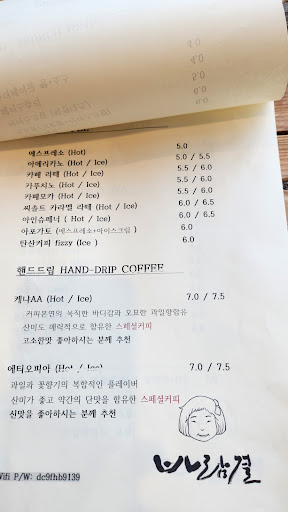 5.0
6.0
에스프레소 (Hot) 5.0
아메리카노 (Hot / Ice) 5.0 / 5.5
카페 라떼 (Hot / Ice) 5.5 / 6.0
카푸치노 (Hot / Ice) 5.5 / 6.0
카페모카 (Hot / Ice) 5.5 / 6.0
씨솔트 카라멜 라떼 (Hot / Ice) 6.0 / 6.5
아인슈페너 ( Hot / Ice) 6.0 / 6.5
아포가토 (에스프레소+아이스크림) 6.0
탄산커피 fizzy (Ice ) 6.0
핸드드립 HAND-DRIP COFFEE
케냐AA (Hot / Ice) 7.0 / 7.5
커피본연의 묵직한 바디감과 오묘한 과일향함유
산미도 매력적으로 함유한 스페셜커피
고소한맛 좋아하시는 분께 추천
에티오피아 (Hot / Ice) 7.0 / 7.5
과일과 꽃향기의 복합적인 플레이버
산미가 좋고 약간의 단맛을 함유한 스페셜커피
신맛을 좋아하시는 분께 추천
바람결
Wifi P/W: dc9fhb9139